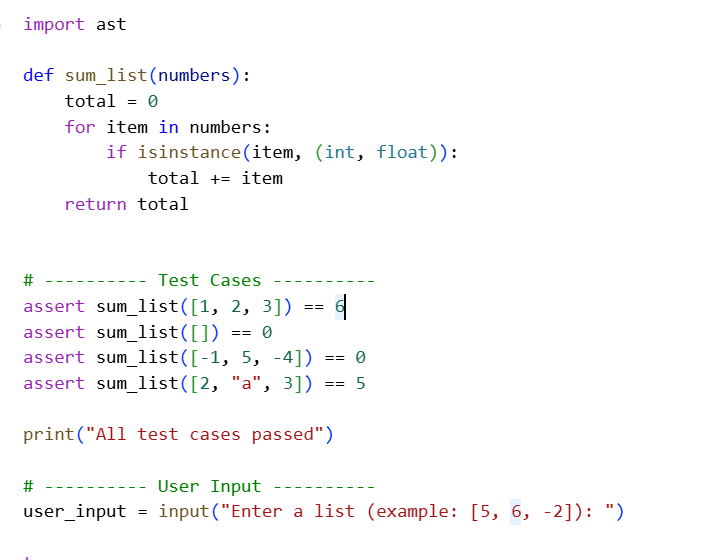 import ast

def sum_list(numbers):
    total = 0
    for item in numbers:
        if isinstance(item, (int, float)):
            total += item
    return total


# ---------- Test Cases ----------
assert sum_list([1, 2, 3]) == 6
assert sum_list([]) == 0
assert sum_list([-1, 5, -4]) == 0
assert sum_list([2, "a", 3]) == 5

print("All test cases passed")

# ---------- User Input ----------
user_input = input("Enter a list (example: [5, 6, -2]): ")